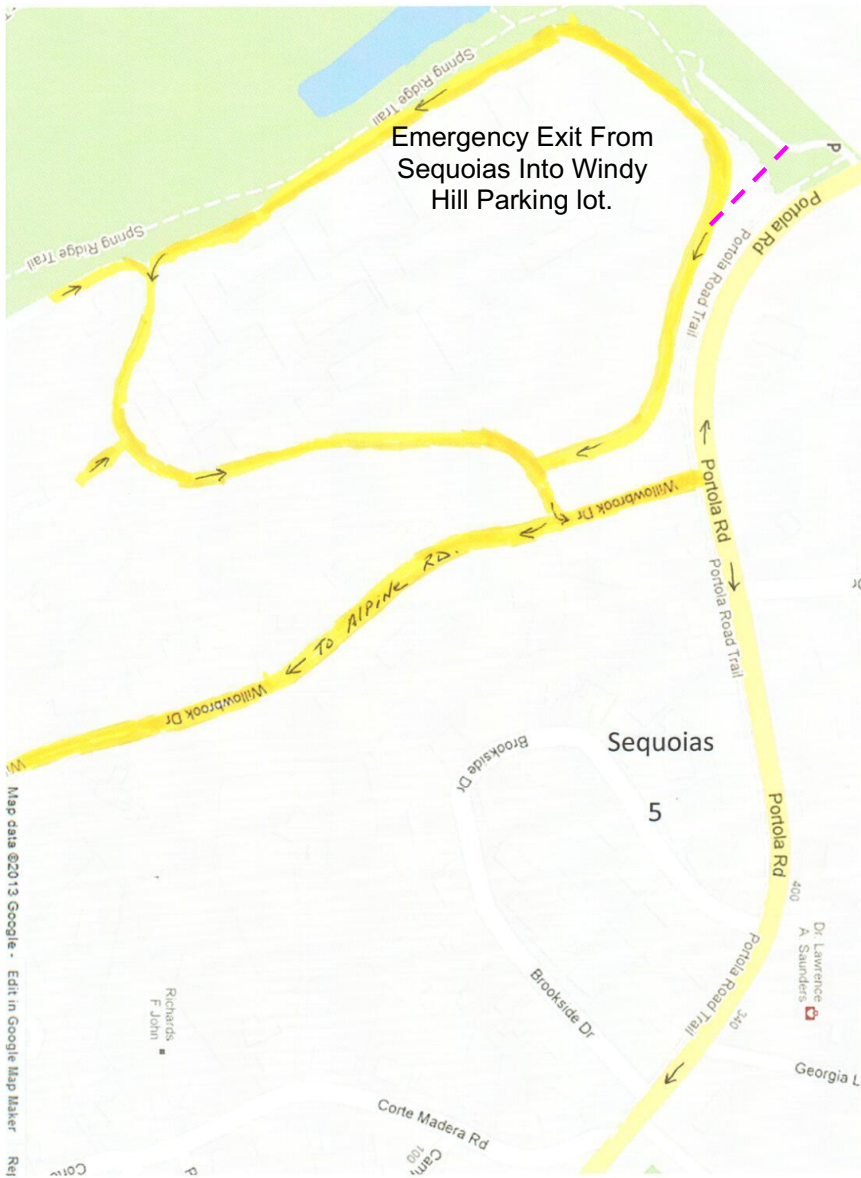 Spring Ridge Trail
Emergency Exit From
Sequoias Into Windy
Hill Parking lot.
P
Portola Rd
Spring Ridge Trail
Portola Road Trail
Portola Rd
Willowbrook Dr
TO AlPiNe RD.
Portola Road Trail
Willowbrook Dr
Sequoias
5
Brookside Dr
Portola Rd
400
Dr. Lawrence
A. Saunders
Portola Road Trail
340
Brookside Dr
Richards
F John
Georgia L
Corte Madera Rd
100
Map data ©2013 Google - Edit in Google Map Maker